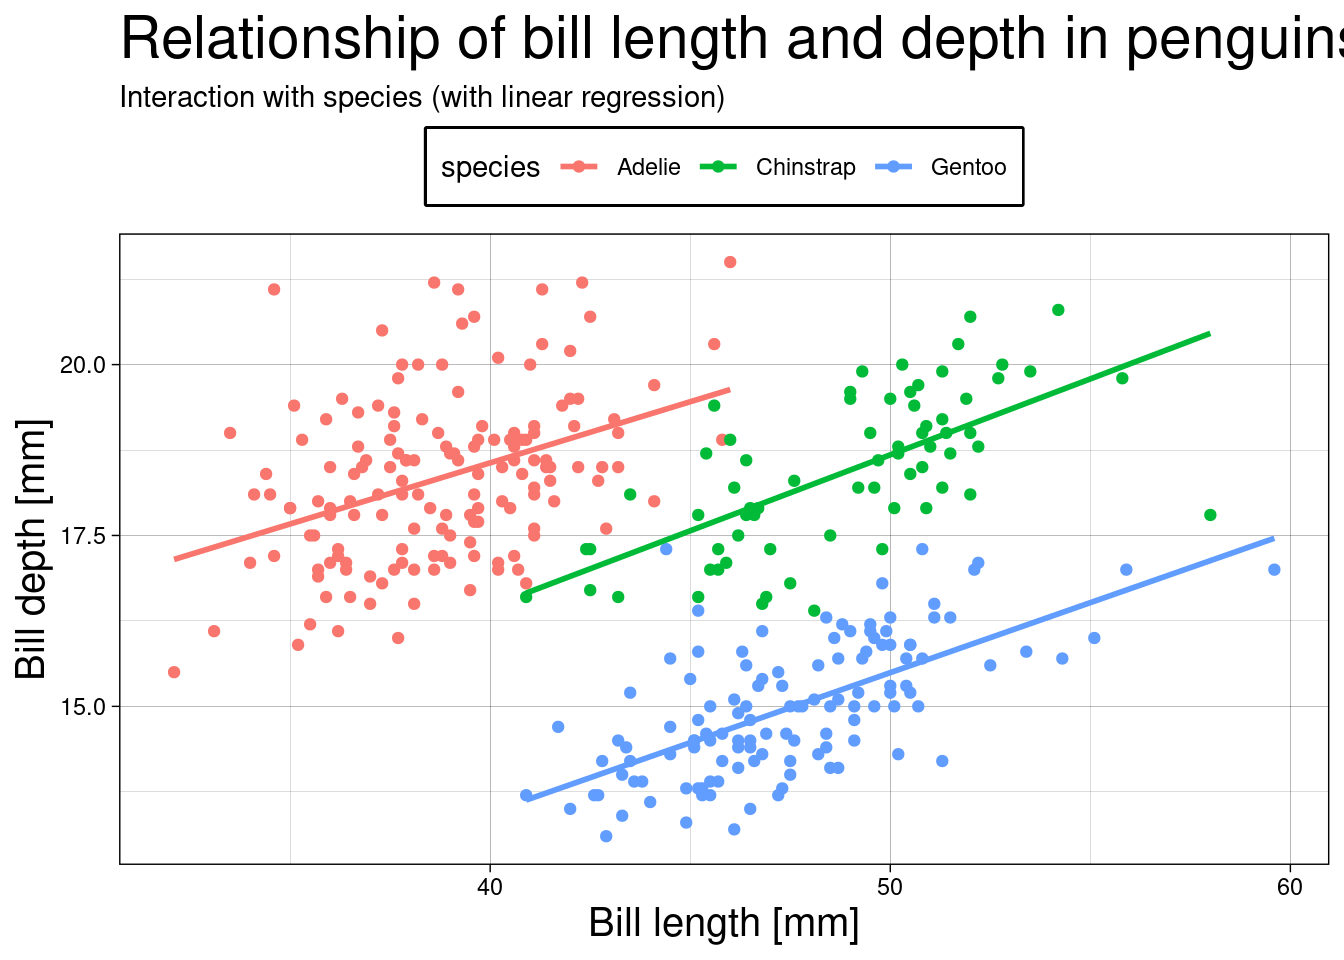 Relationship of bill length and depth in penguins
Interaction with species (with linear regression)
species Adelie Chinstrap Gentoo
Bill depth [mm]
20.0
17.5
15.0
40 50 60
Bill length [mm]